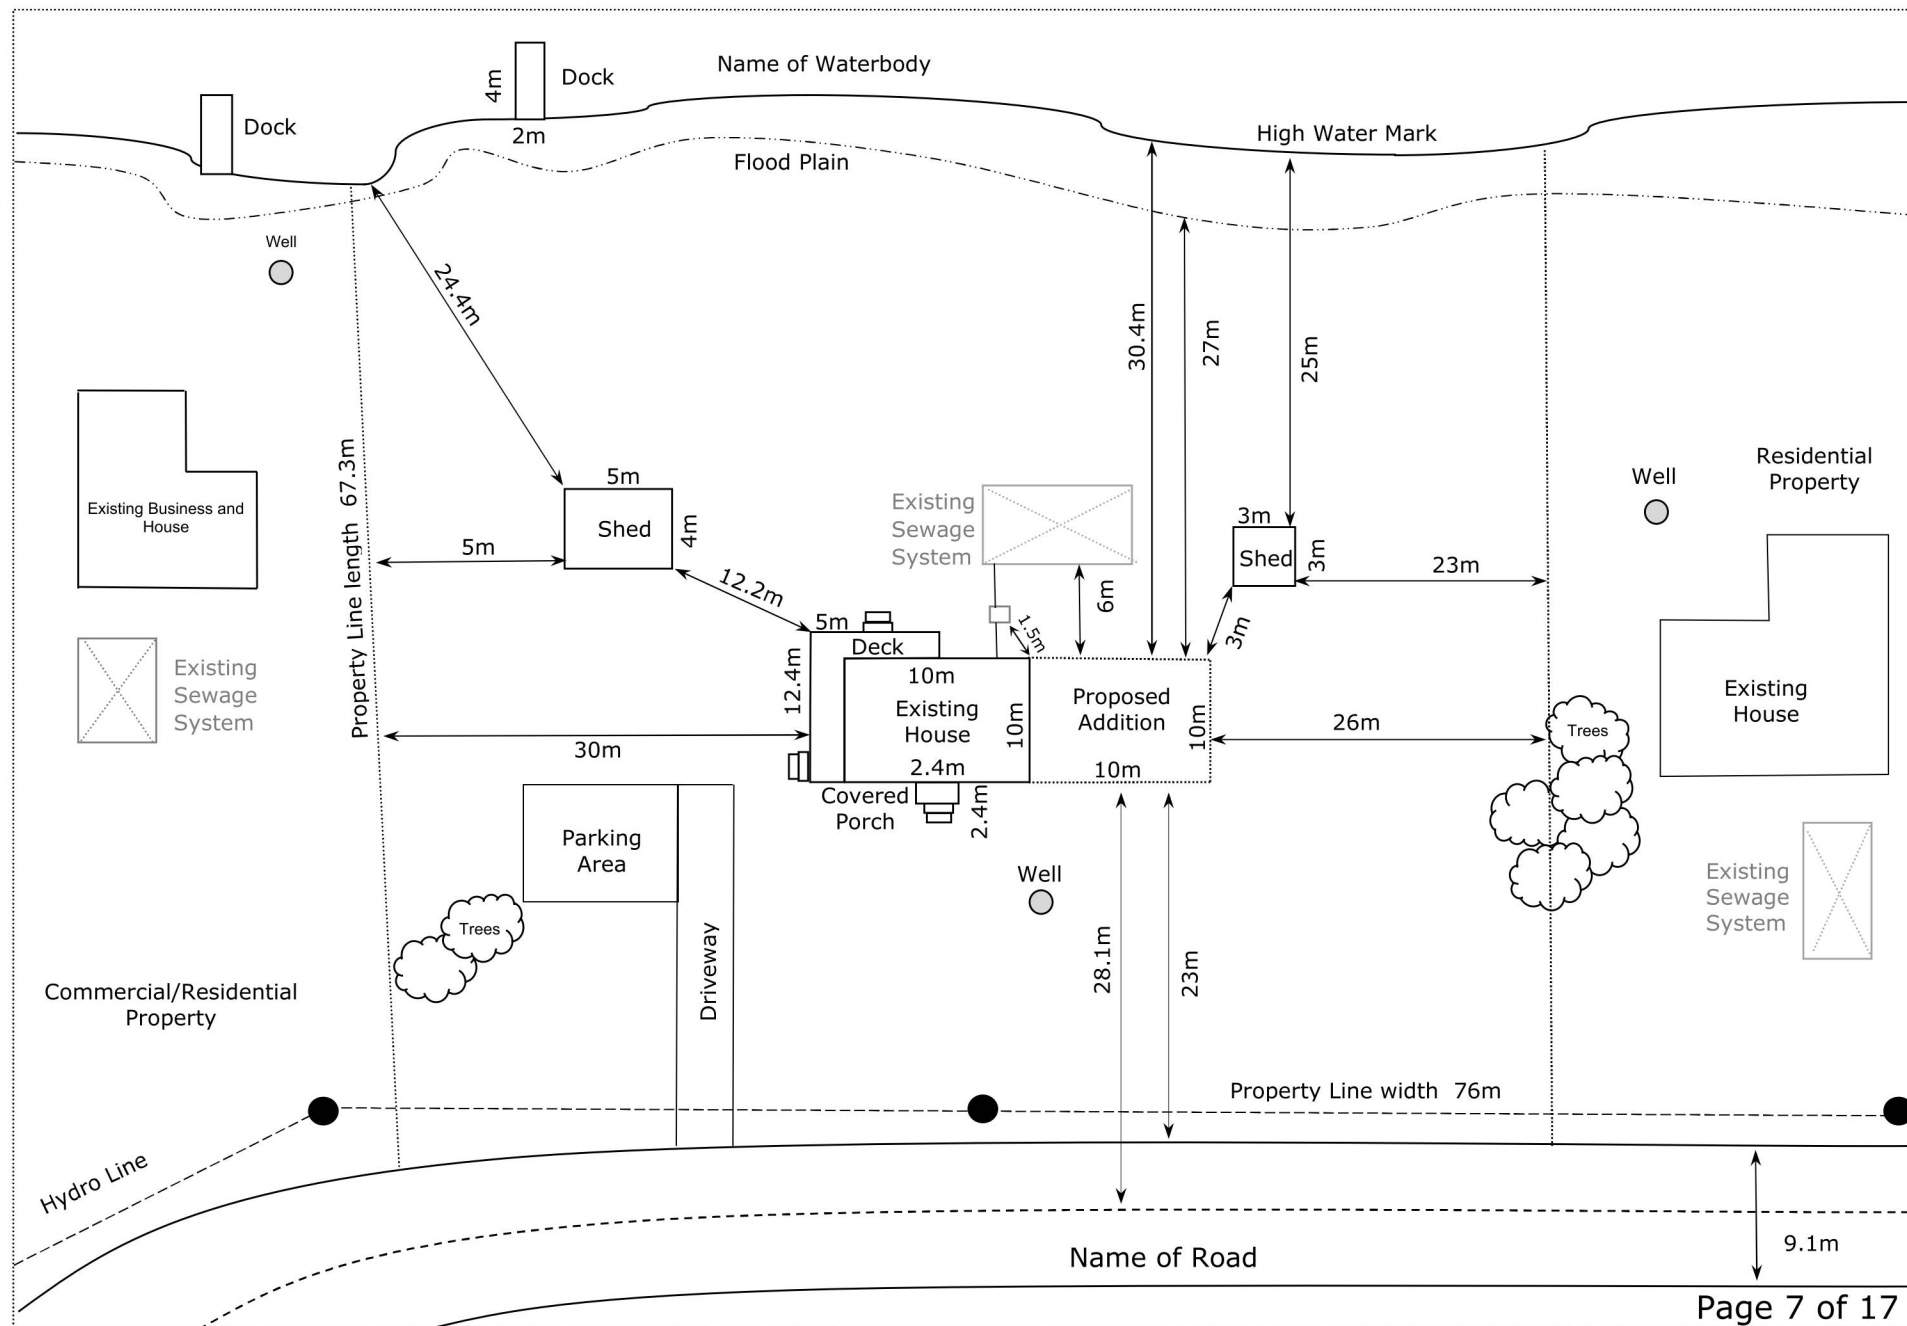 Name of Waterbody
Dock
4m
2m
Dock
High Water Mark
Flood Plain
Well
24.4m
30.4m
27m
25m
Property Line length 67.3m
Existing Business and
House
5m
Shed
4m
5m
12.2m
Existing
Sewage
System
6m
1.5m
3m
Shed
3m
3m
23m
Well
Residential
Property
Existing
Sewage
System
5m
Deck
12.4m
10m
Existing
House
10m
2.4m
30m
Proposed
Addition
10m
10m
26m
Trees
Existing
House
Covered
Porch
2.4m
Parking
Area
Driveway
Trees
Well
28.1m
23m
Existing
Sewage
System
Commercial/Residential
Property
Property Line width 76m
Hydro Line
Name of Road
9.1m
Page 7 of 17